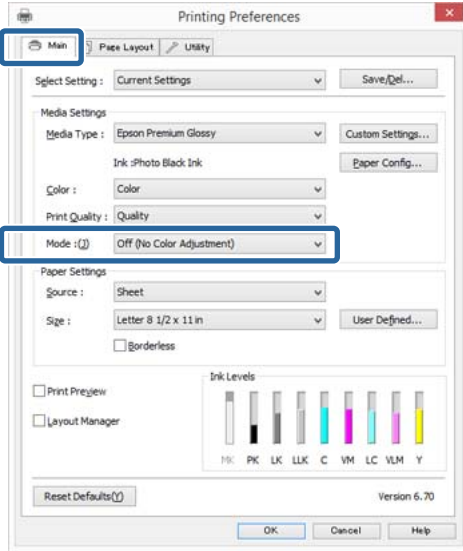 Printing Preferences
Main Page Layout Utility
Select Setting : Current Settings Save/Del...
Media Settings
Media Type : Epson Premium Glossy Custom Settings...
Ink :Photo Black Ink Paper Config...
Color : Color
Print Quality : Quality
Mode :(J) Off (No Color Adjustment)
Paper Settings
Source : Sheet
Size : Letter 8 1/2 x 11 in User Defined...
Borderless
Print Preview
Layout Manager
Ink Levels
MK PK LK LLK C VM LC VLM Y
Reset Defaults(Y) Version 6.70
OK Cancel Help